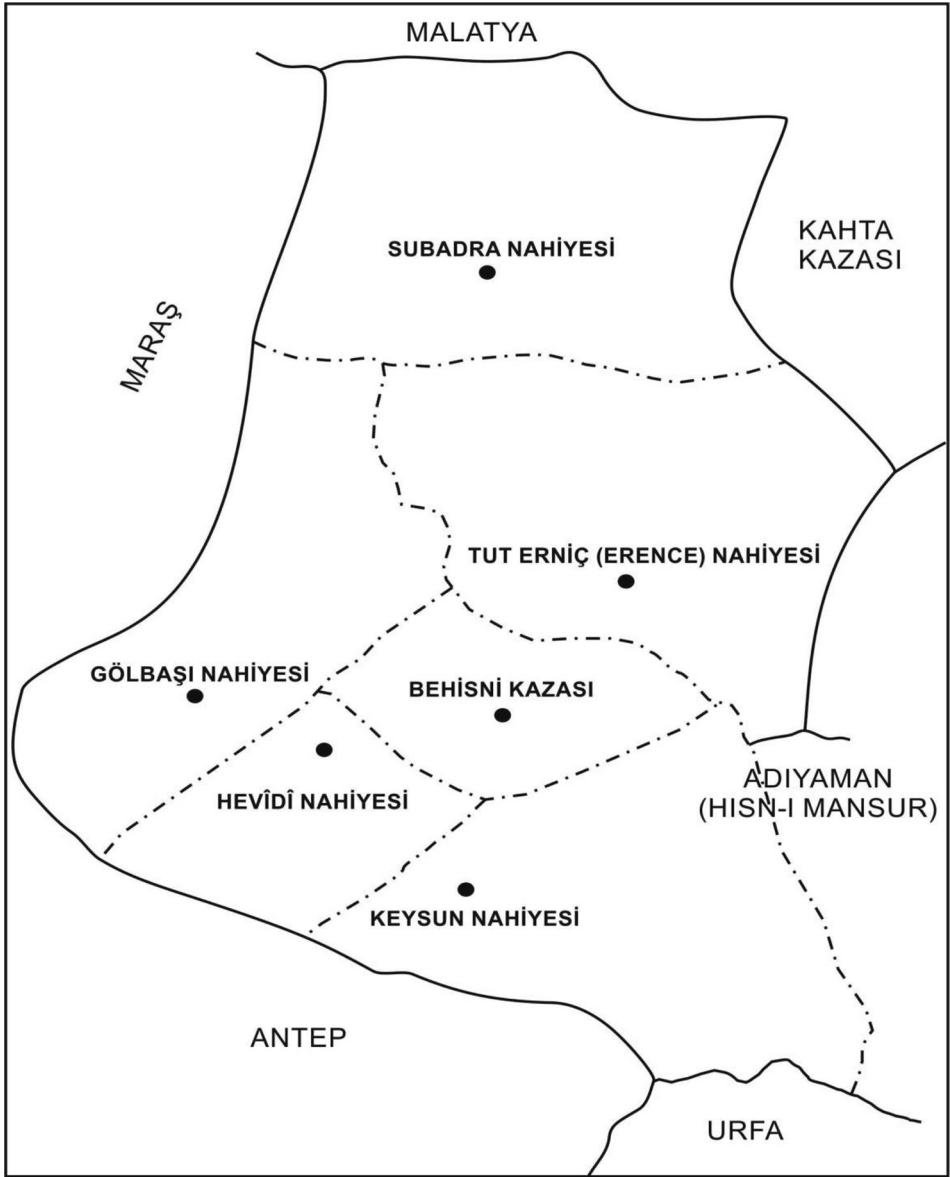 MALATYA
KAHTA
KAZASI
SUBADRA NAHİYESİ
MARAŞ
TUT ERNİÇ (ERENCE) NAHİYESİ
GÖLBAŞI NAHİYESİ
BEHİSNİ KAZASI
HEVÎDÎ NAHİYESİ
ADIYAMAN
(HISN-I MANSUR)
KEYSUN NAHİYESİ
ANTEP
URFA